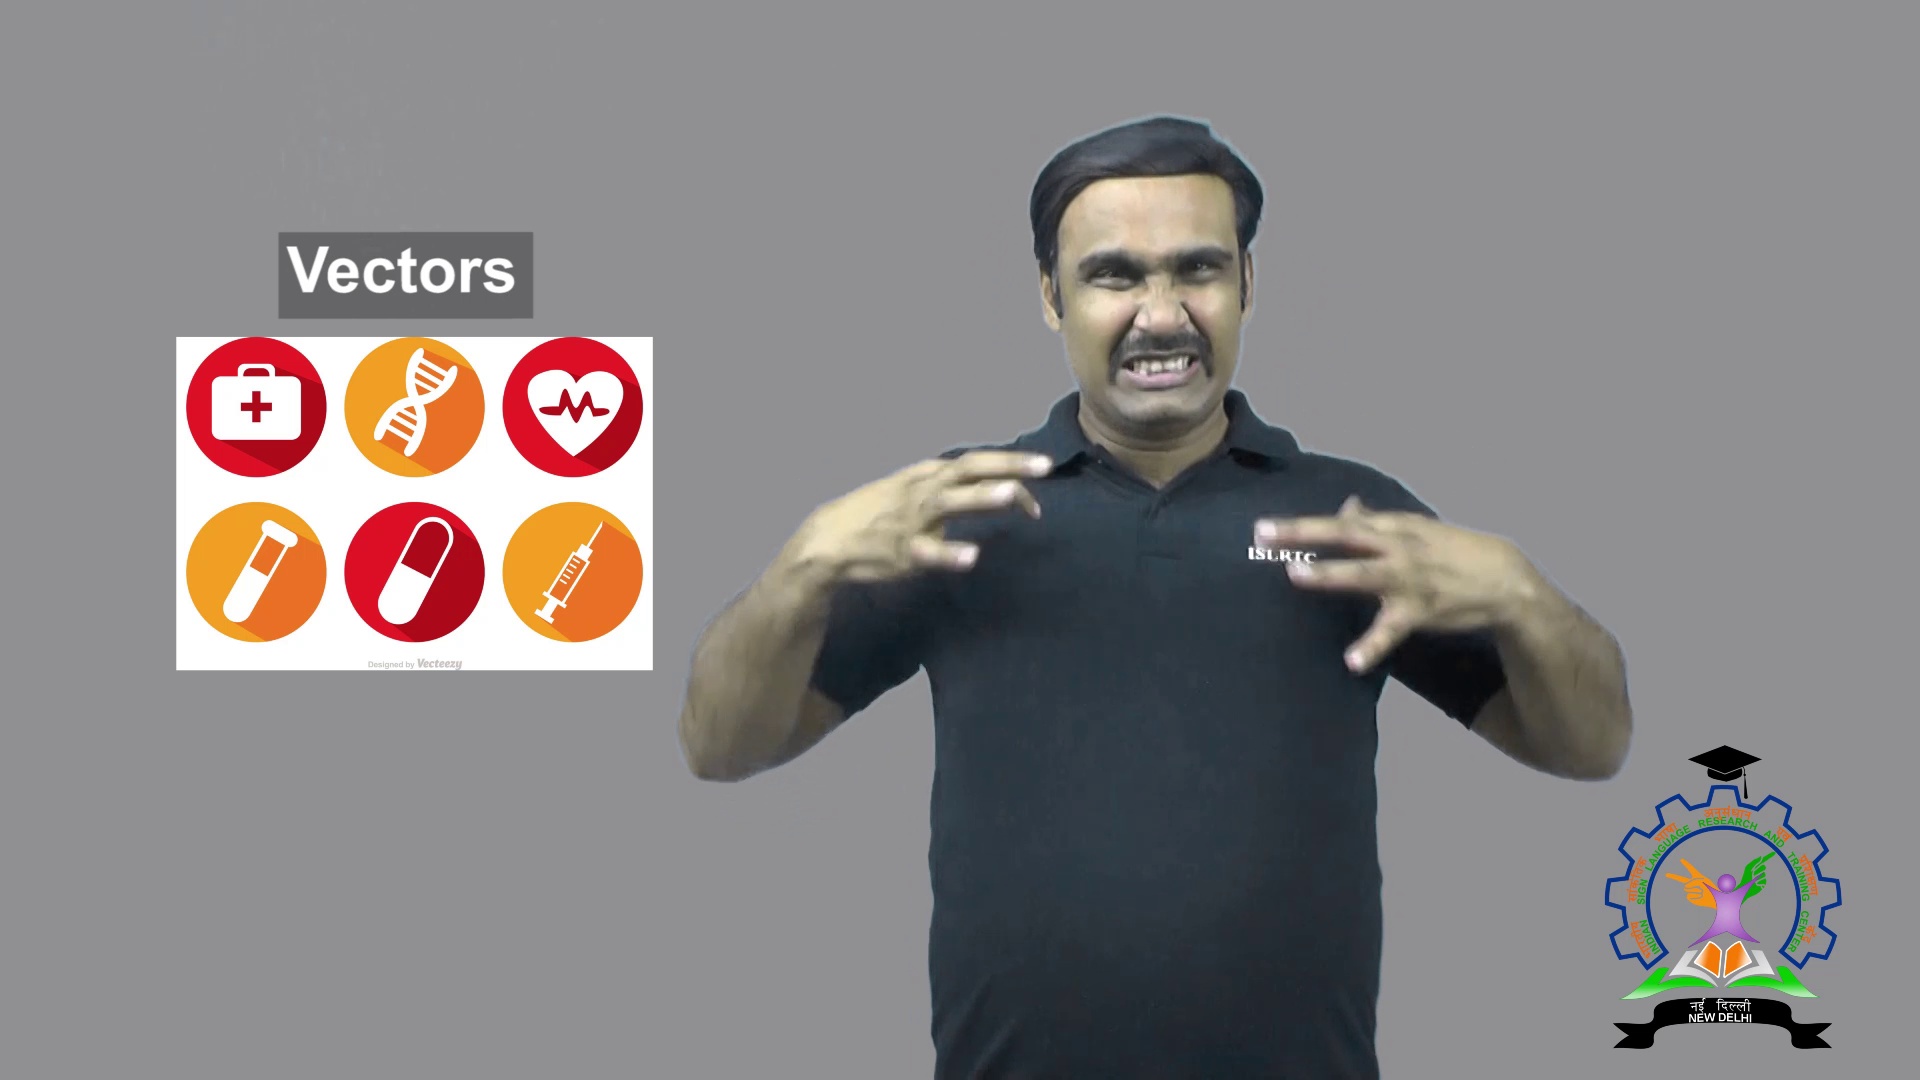 Vectors
Designed by Vecteezy
ISLRTC
INDIAN SIGN LANGUAGE RESEARCH AND TRAINING CENTER
नई दिल्ली
NEW DELHI